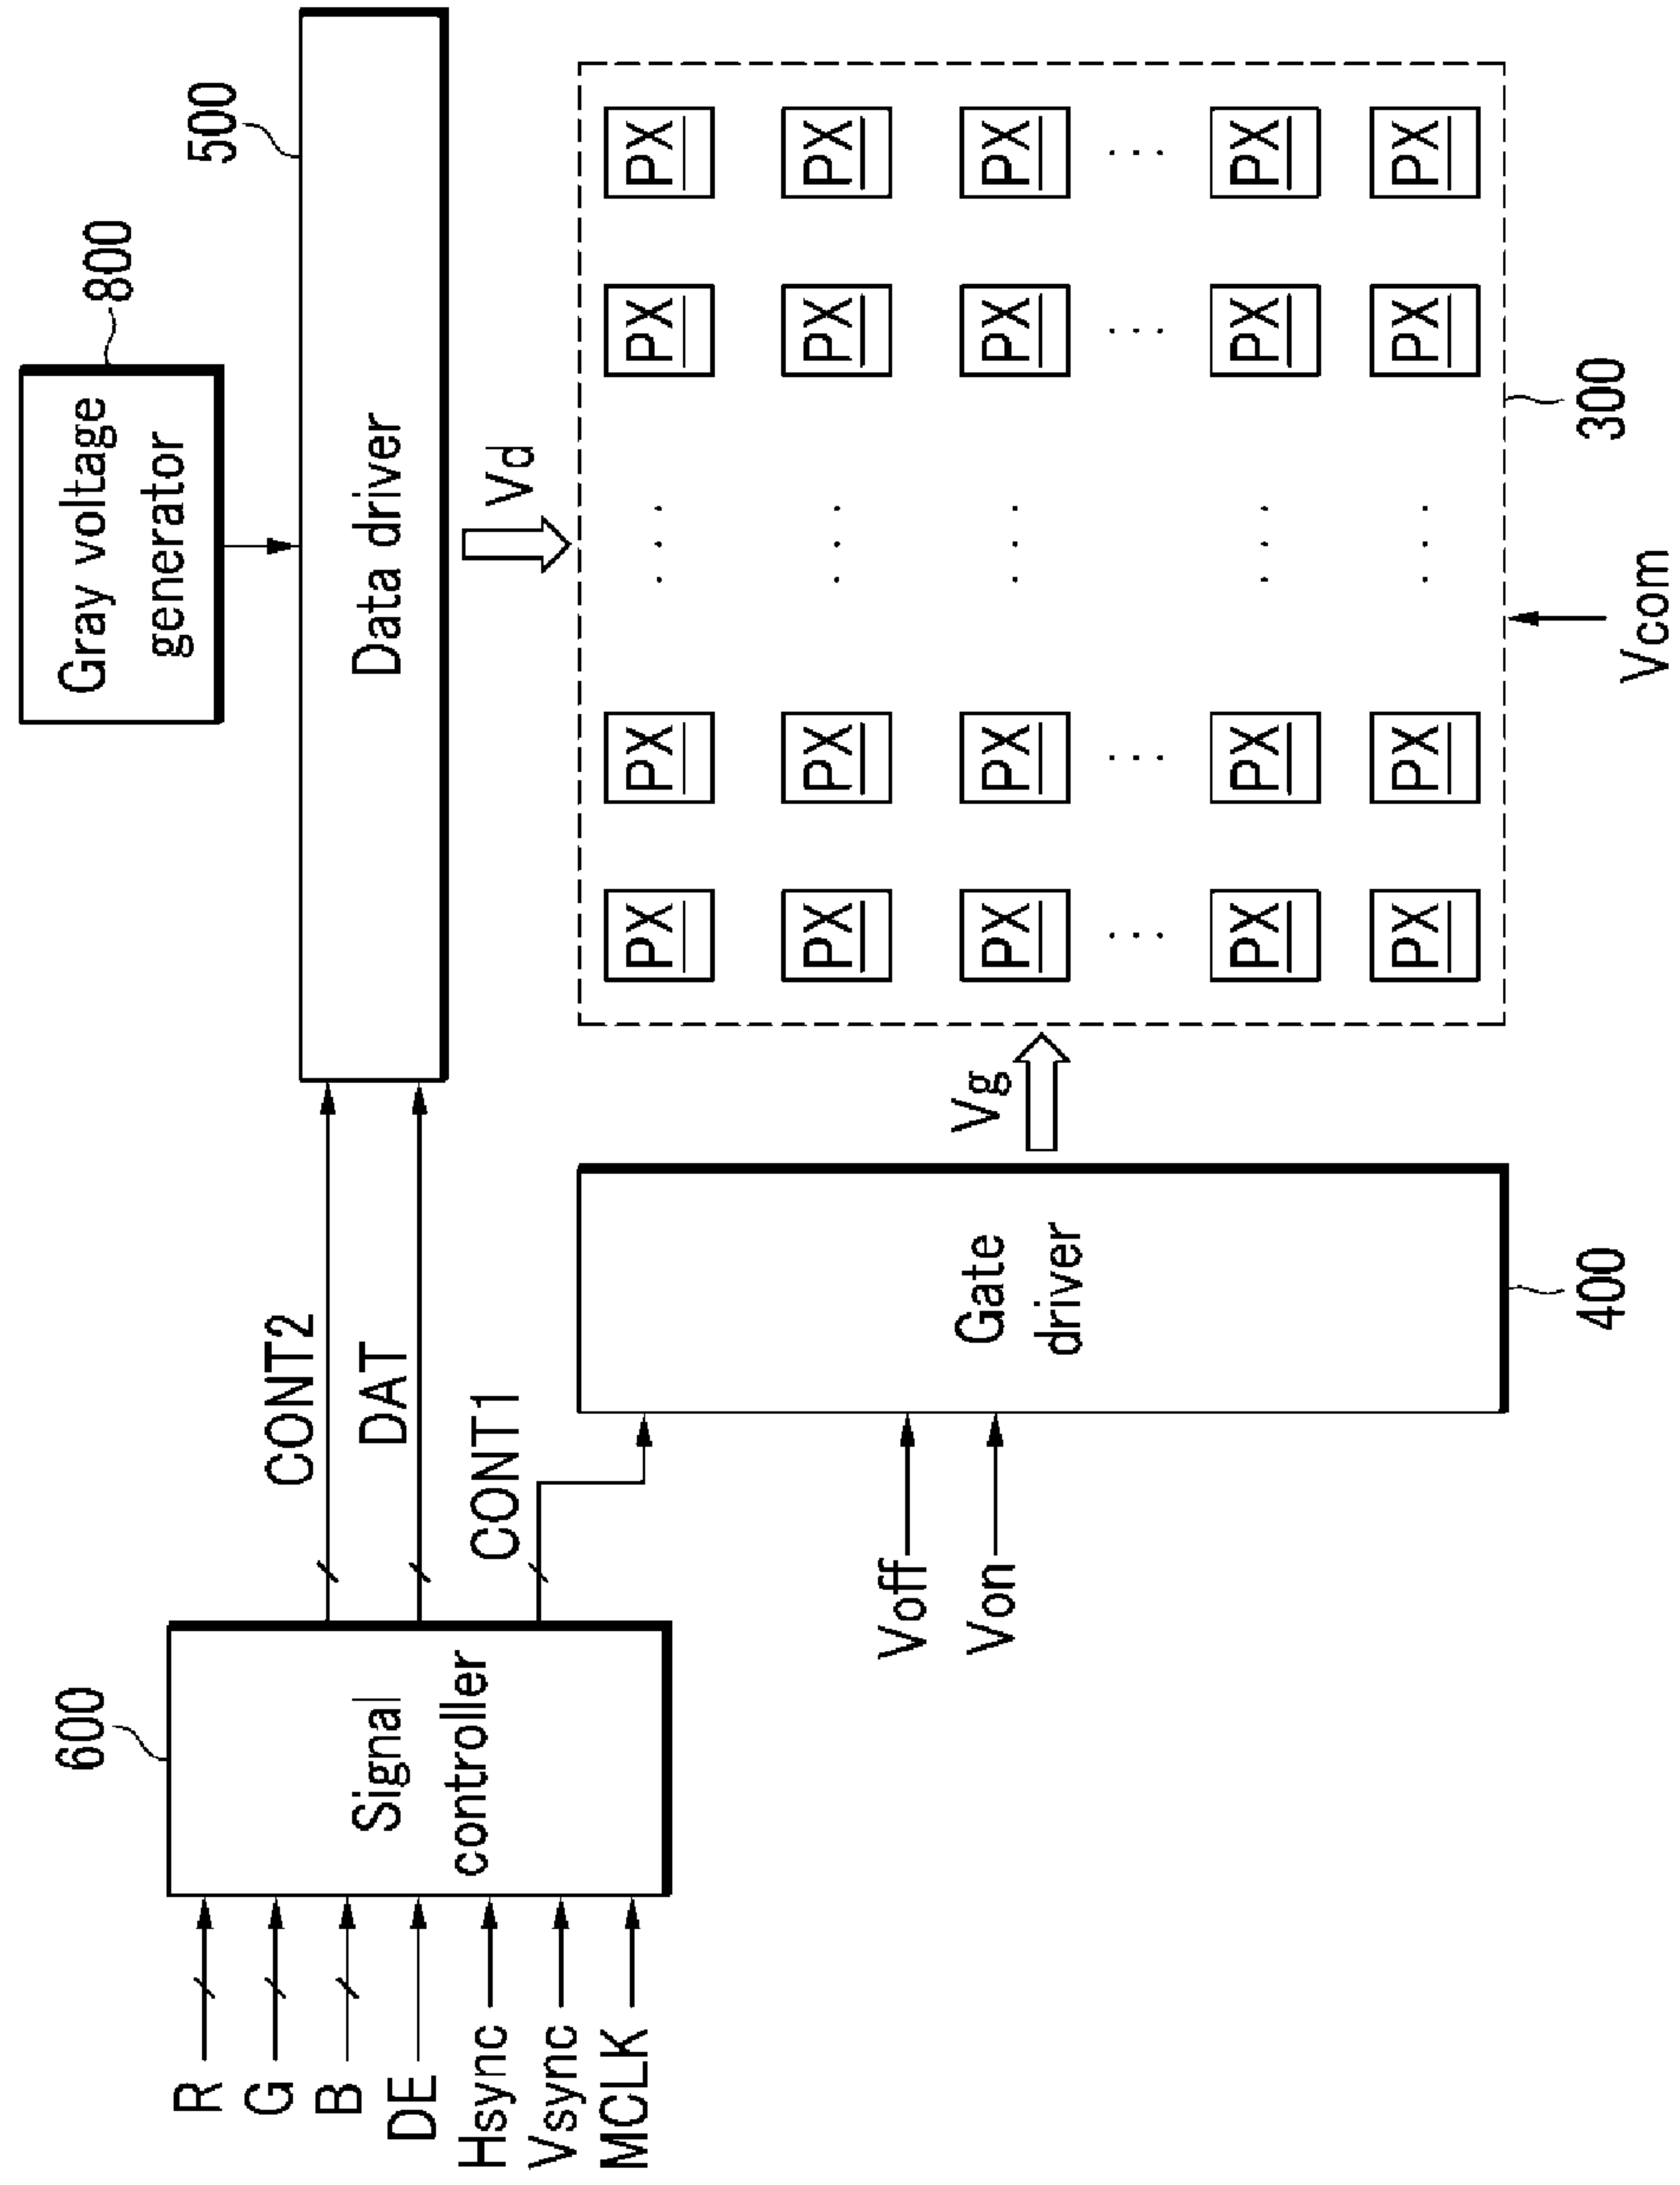 800
Gray voltage
generator
500
Data driver
600
Signal
controller
R
G
B
DE
Hsync
Vsync
MCLK
CONT2
DAT
CONT1
Vd
Voff
Von
Gate
driver
400
Vg
PX PX ... PX PX
PX PX ... PX PX
PX PX ... PX PX
... ... ... ...
PX PX ... PX PX
PX PX ... PX PX
Vcom
300